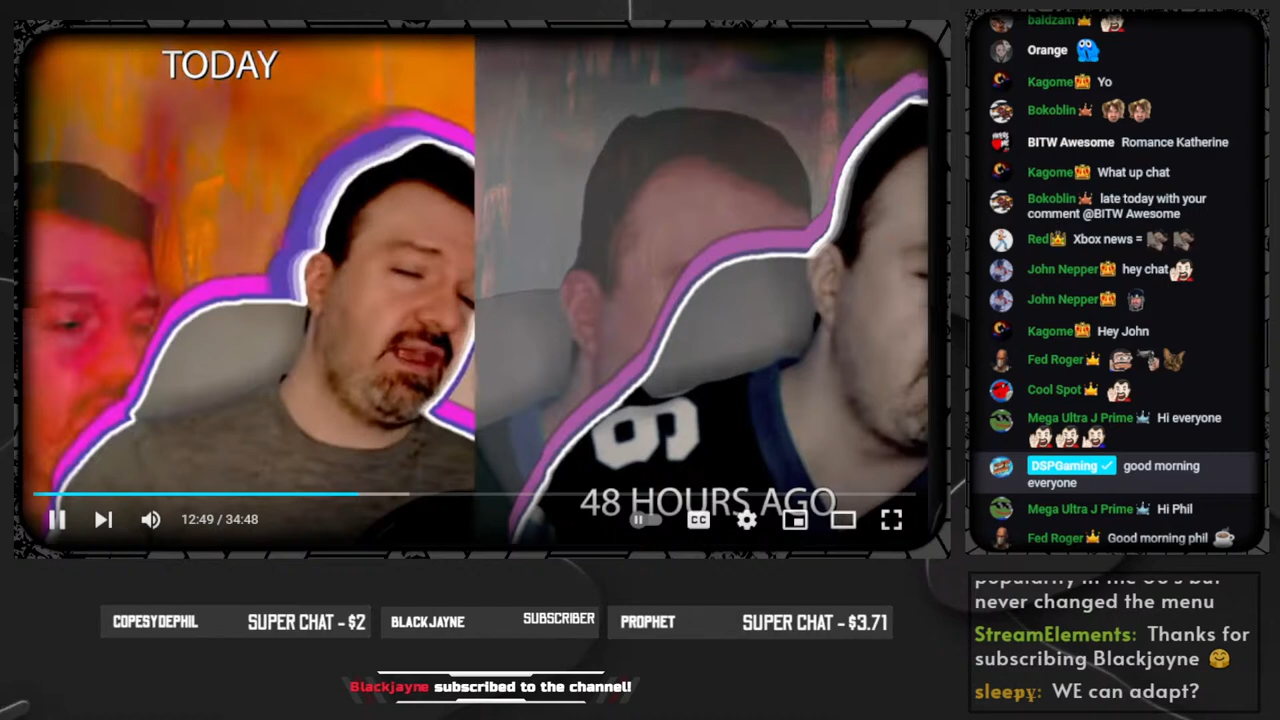 TODAY
48 HOURS AGO
12:49 / 34:48
CC
baldzam
Orange
Kagome Yo
Bokoblin
BITW Awesome Romance Katherine
Kagome What up chat
Bokoblin late today with your
comment @BITW Awesome
Red Xbox news =
John Nepper hey chat
John Nepper
Kagome Hey John
Fed Roger
Cool Spot
Mega Ultra J Prime Hi everyone
DSPGaming ✓ good morning
everyone
Mega Ultra J Prime Hi Phil
Fed Roger Good morning phil
COPESYDEPHIL SUPER CHAT - $2
BLACKJAYNE SUBSCRIBER
PROPHET SUPER CHAT - $3.71
Blackjayne subscribed to the channel!
never changed the menu
StreamElements: Thanks for
subscribing Blackjayne 🤗
sleepy: WE can adapt?